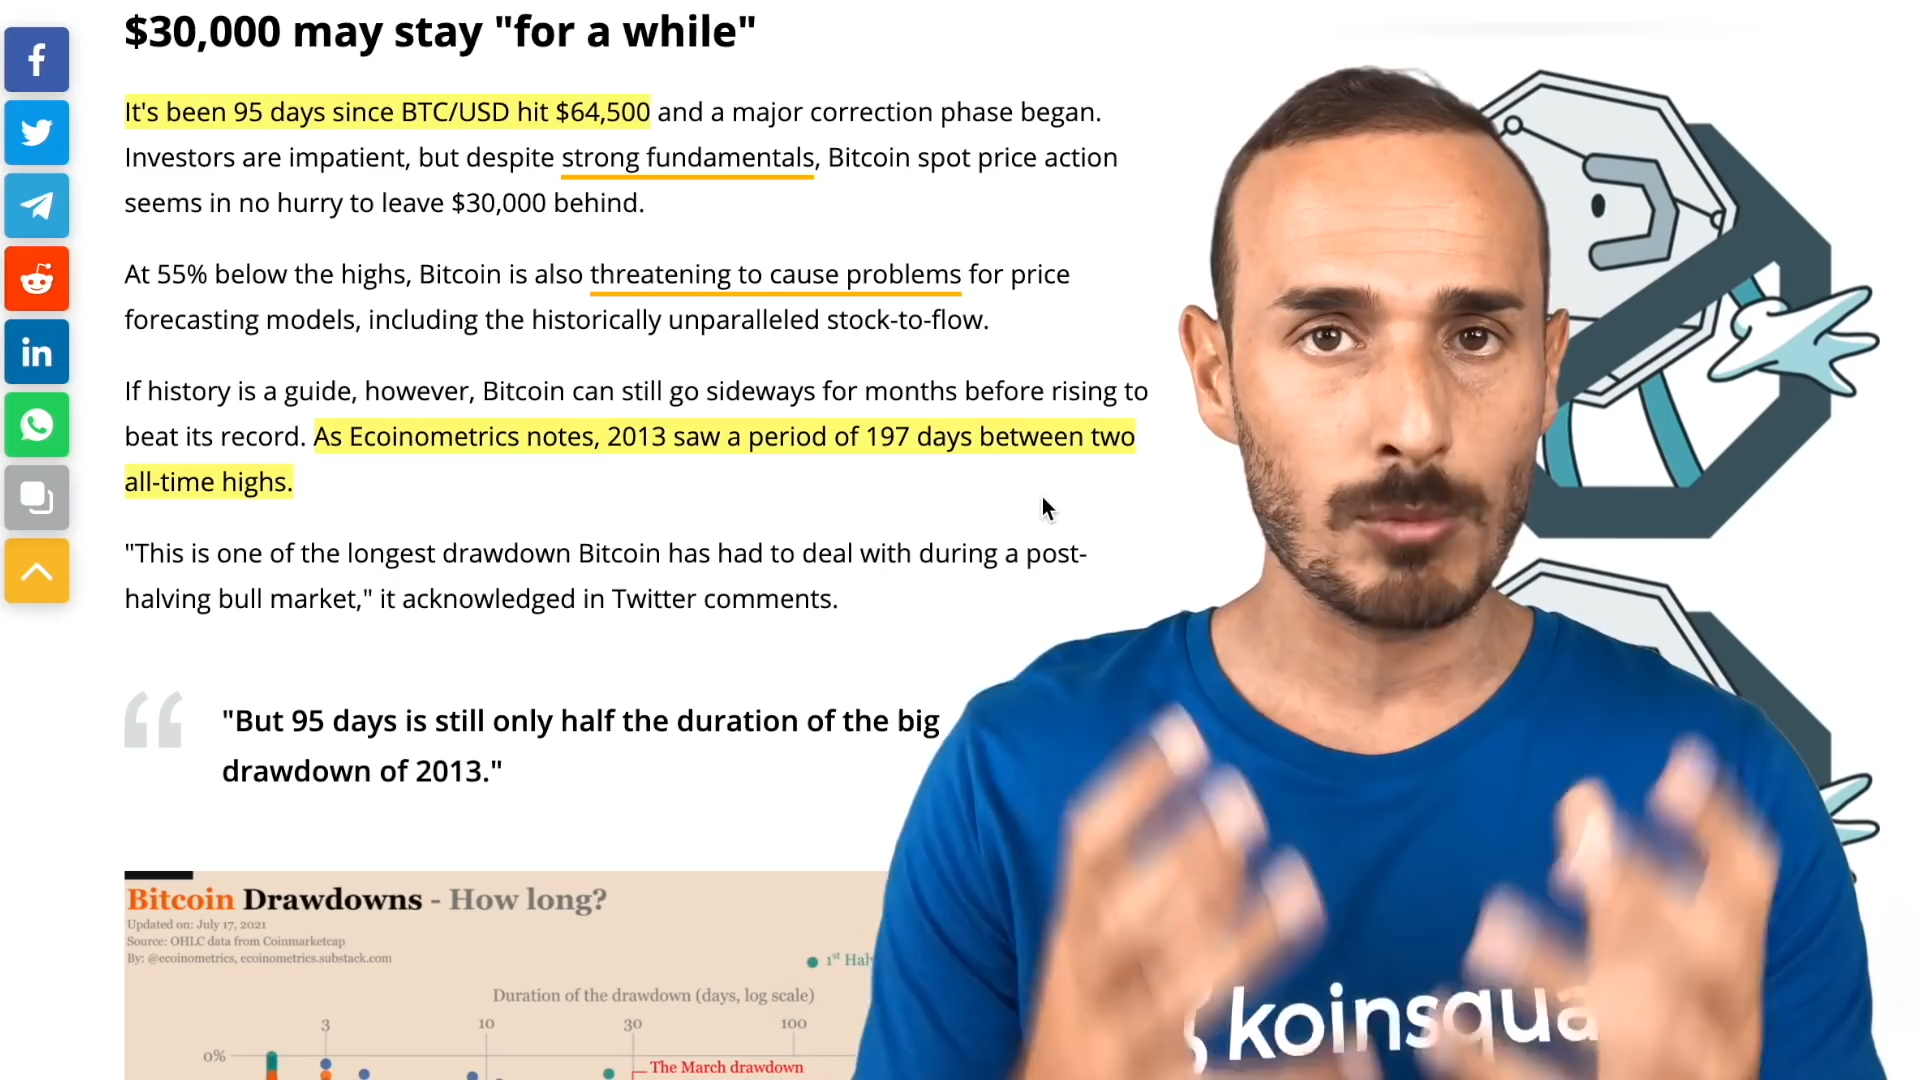 $30,000 may stay "for a while"
It's been 95 days since BTC/USD hit $64,500 and a major correction phase began.
Investors are impatient, but despite strong fundamentals, Bitcoin spot price action
seems in no hurry to leave $30,000 behind.
At 55% below the highs, Bitcoin is also threatening to cause problems for price
forecasting models, including the historically unparalleled stock-to-flow.
If history is a guide, however, Bitcoin can still go sideways for months before rising to
beat its record. As Ecoinometrics notes, 2013 saw a period of 197 days between two
all-time highs.
"This is one of the longest drawdown Bitcoin has had to deal with during a post-
halving bull market," it acknowledged in Twitter comments.
"But 95 days is still only half the duration of the big
drawdown of 2013."
Bitcoin Drawdowns - How long?
Updated on: July 17, 2021
Source: OHLC data from Coinmarketcap
By: @ecoinometrics, ecoinometrics.substack.com
1st Hal
Duration of the drawdown (days, log scale)
3 10 30 100
0%
The March drawdown
koinsqua